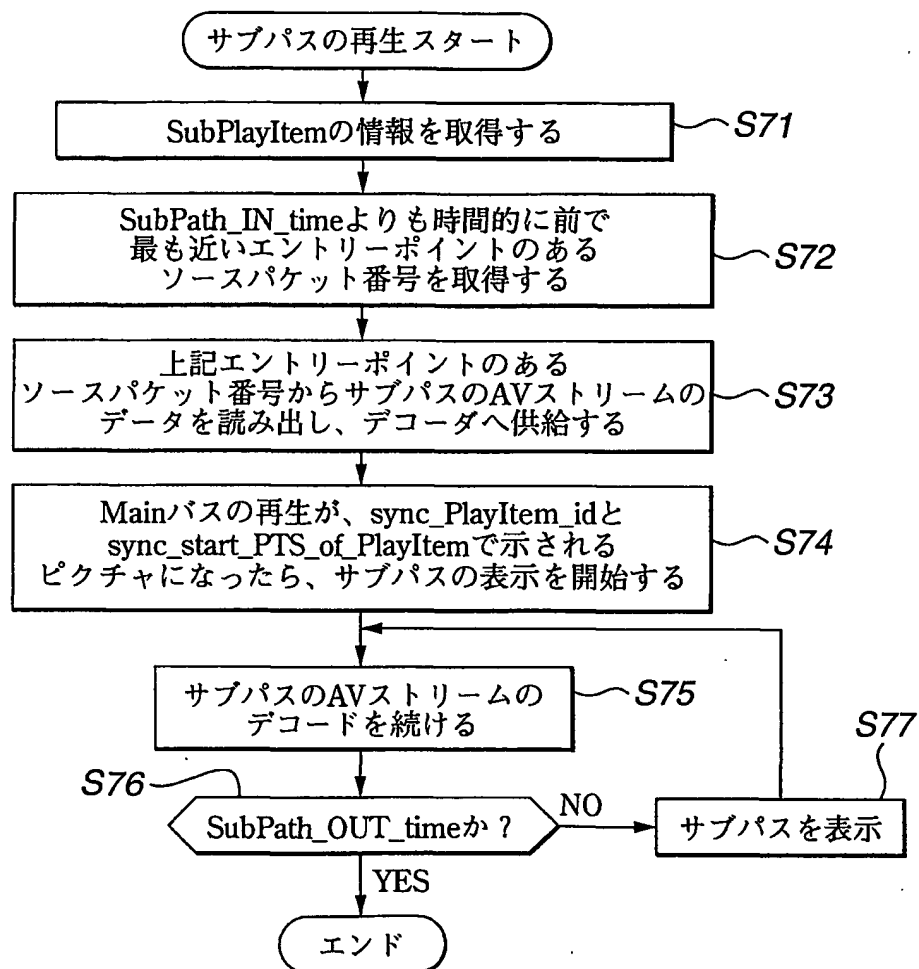 サブパスの再生スタート
SubPlayItemの情報を取得する
S71
SubPath_IN_timeよりも時間的に前で
最も近いエントリーポイントのある
ソースパケット番号を取得する
S72
上記エントリーポイントのある
ソースパケット番号からサブパスのAVストリームの
データを読み出し、デコーダへ供給する
S73
Mainパスの再生が、sync_PlayItem_idと
sync_start_PTS_of_PlayItemで示される
ピクチャになったら、サブパスの表示を開始する
S74
サブパスのAVストリームの
デコードを続ける
S75
S76
SubPath_OUT_timeか？
NO
S77
サブパスを表示
YES
エンド